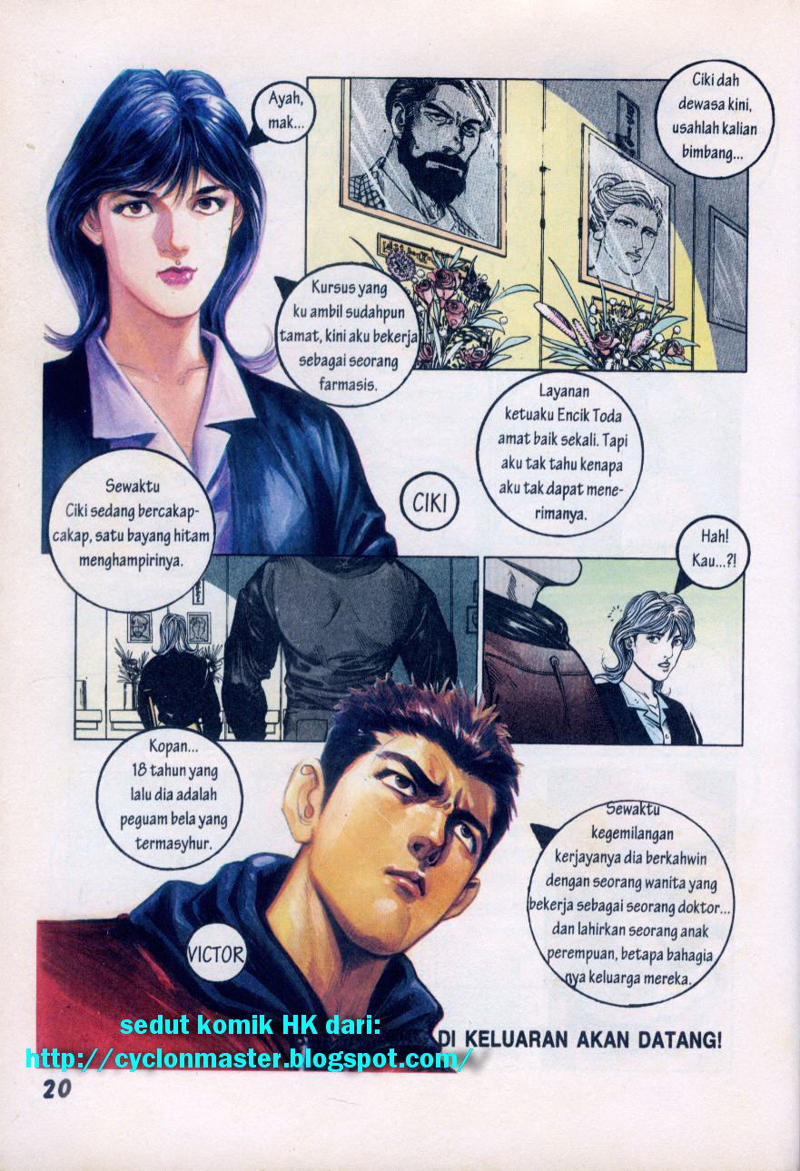 Ayah,
mak...
Ciki dah
dewasa kini,
usahlah kalian
bimbang...
Kursus yang
ku ambil sudahpun
tamat, kini aku bekerja
sebagai seorang
farmasis.
Layanan
ketuaku Encik Toda
amat baik sekali. Tapi
aku tak tahu kenapa
aku tak dapat mene-
rimanya.
CIKI
Sewaktu
Ciki sedang bercakap-
cakap, satu bayang hitam
menghampirinya.
Hah!
Kau...?!
Kopan...
18 tahun yang
lalu dia adalah
peguam bela yang
termasyhur.
Sewaktu
kegemilangan
kerjayanya dia berkahwin
dengan seorang wanita yang
bekerja sebagai seorang doktor...
dan lahirkan seorang anak
perempuan, betapa bahagia
nya keluarga mereka.
VICTOR
sedut komik HK dari:
http://cyclonmaster.blogspot.com/
DI KELUARAN AKAN DATANG!
20